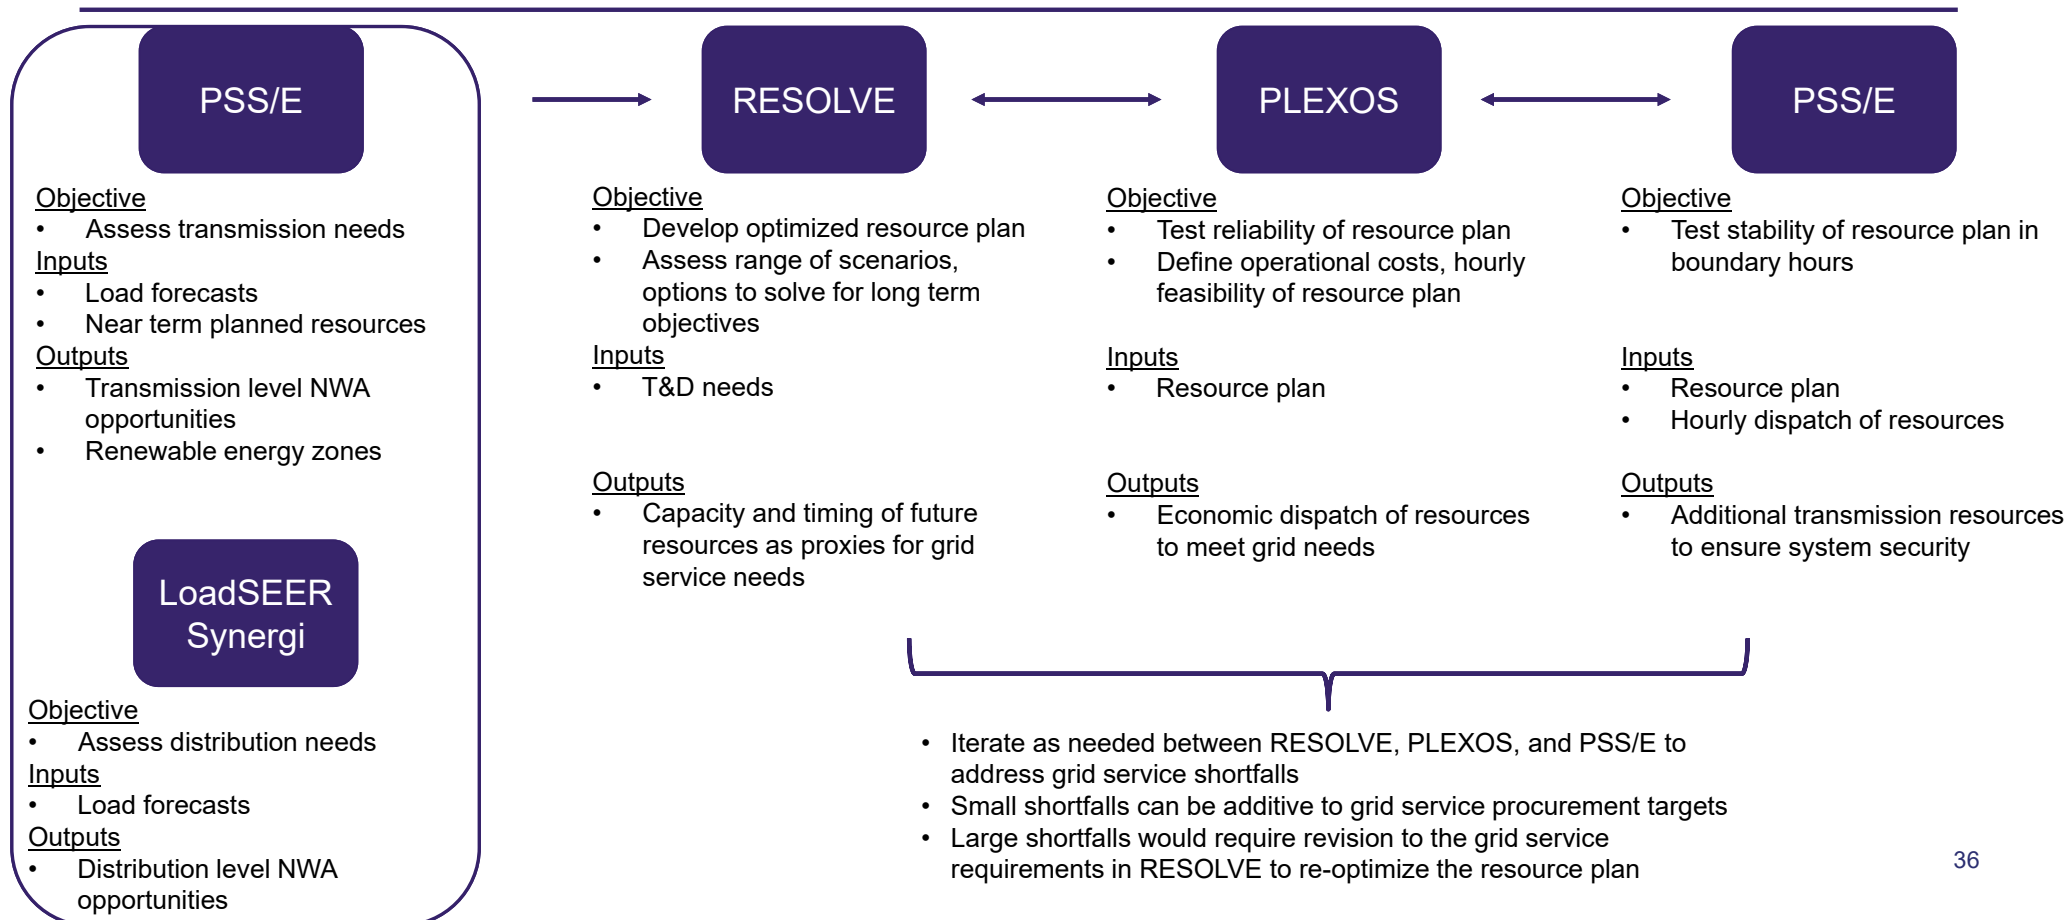 PSS/E
Objective
• Assess transmission needs
Inputs
• Load forecasts
• Near term planned resources
Outputs
• Transmission level NWA
opportunities
• Renewable energy zones
LoadSEER
Synergi
Objective
• Assess distribution needs
Inputs
• Load forecasts
Outputs
• Distribution level NWA
opportunities
RESOLVE
Objective
• Develop optimized resource plan
• Assess range of scenarios,
options to solve for long term
objectives
Inputs
• T&D needs
Outputs
• Capacity and timing of future
resources as proxies for grid
service needs
PLEXOS
Objective
• Test reliability of resource plan
• Define operational costs, hourly
feasibility of resource plan
Inputs
• Resource plan
Outputs
• Economic dispatch of resources
to meet grid needs
PSS/E
Objective
• Test stability of resource plan in
boundary hours
Inputs
• Resource plan
• Hourly dispatch of resources
Outputs
• Additional transmission resources
to ensure system security
• Iterate as needed between RESOLVE, PLEXOS, and PSS/E to
address grid service shortfalls
• Small shortfalls can be additive to grid service procurement targets
• Large shortfalls would require revision to the grid service
requirements in RESOLVE to re-optimize the resource plan
36